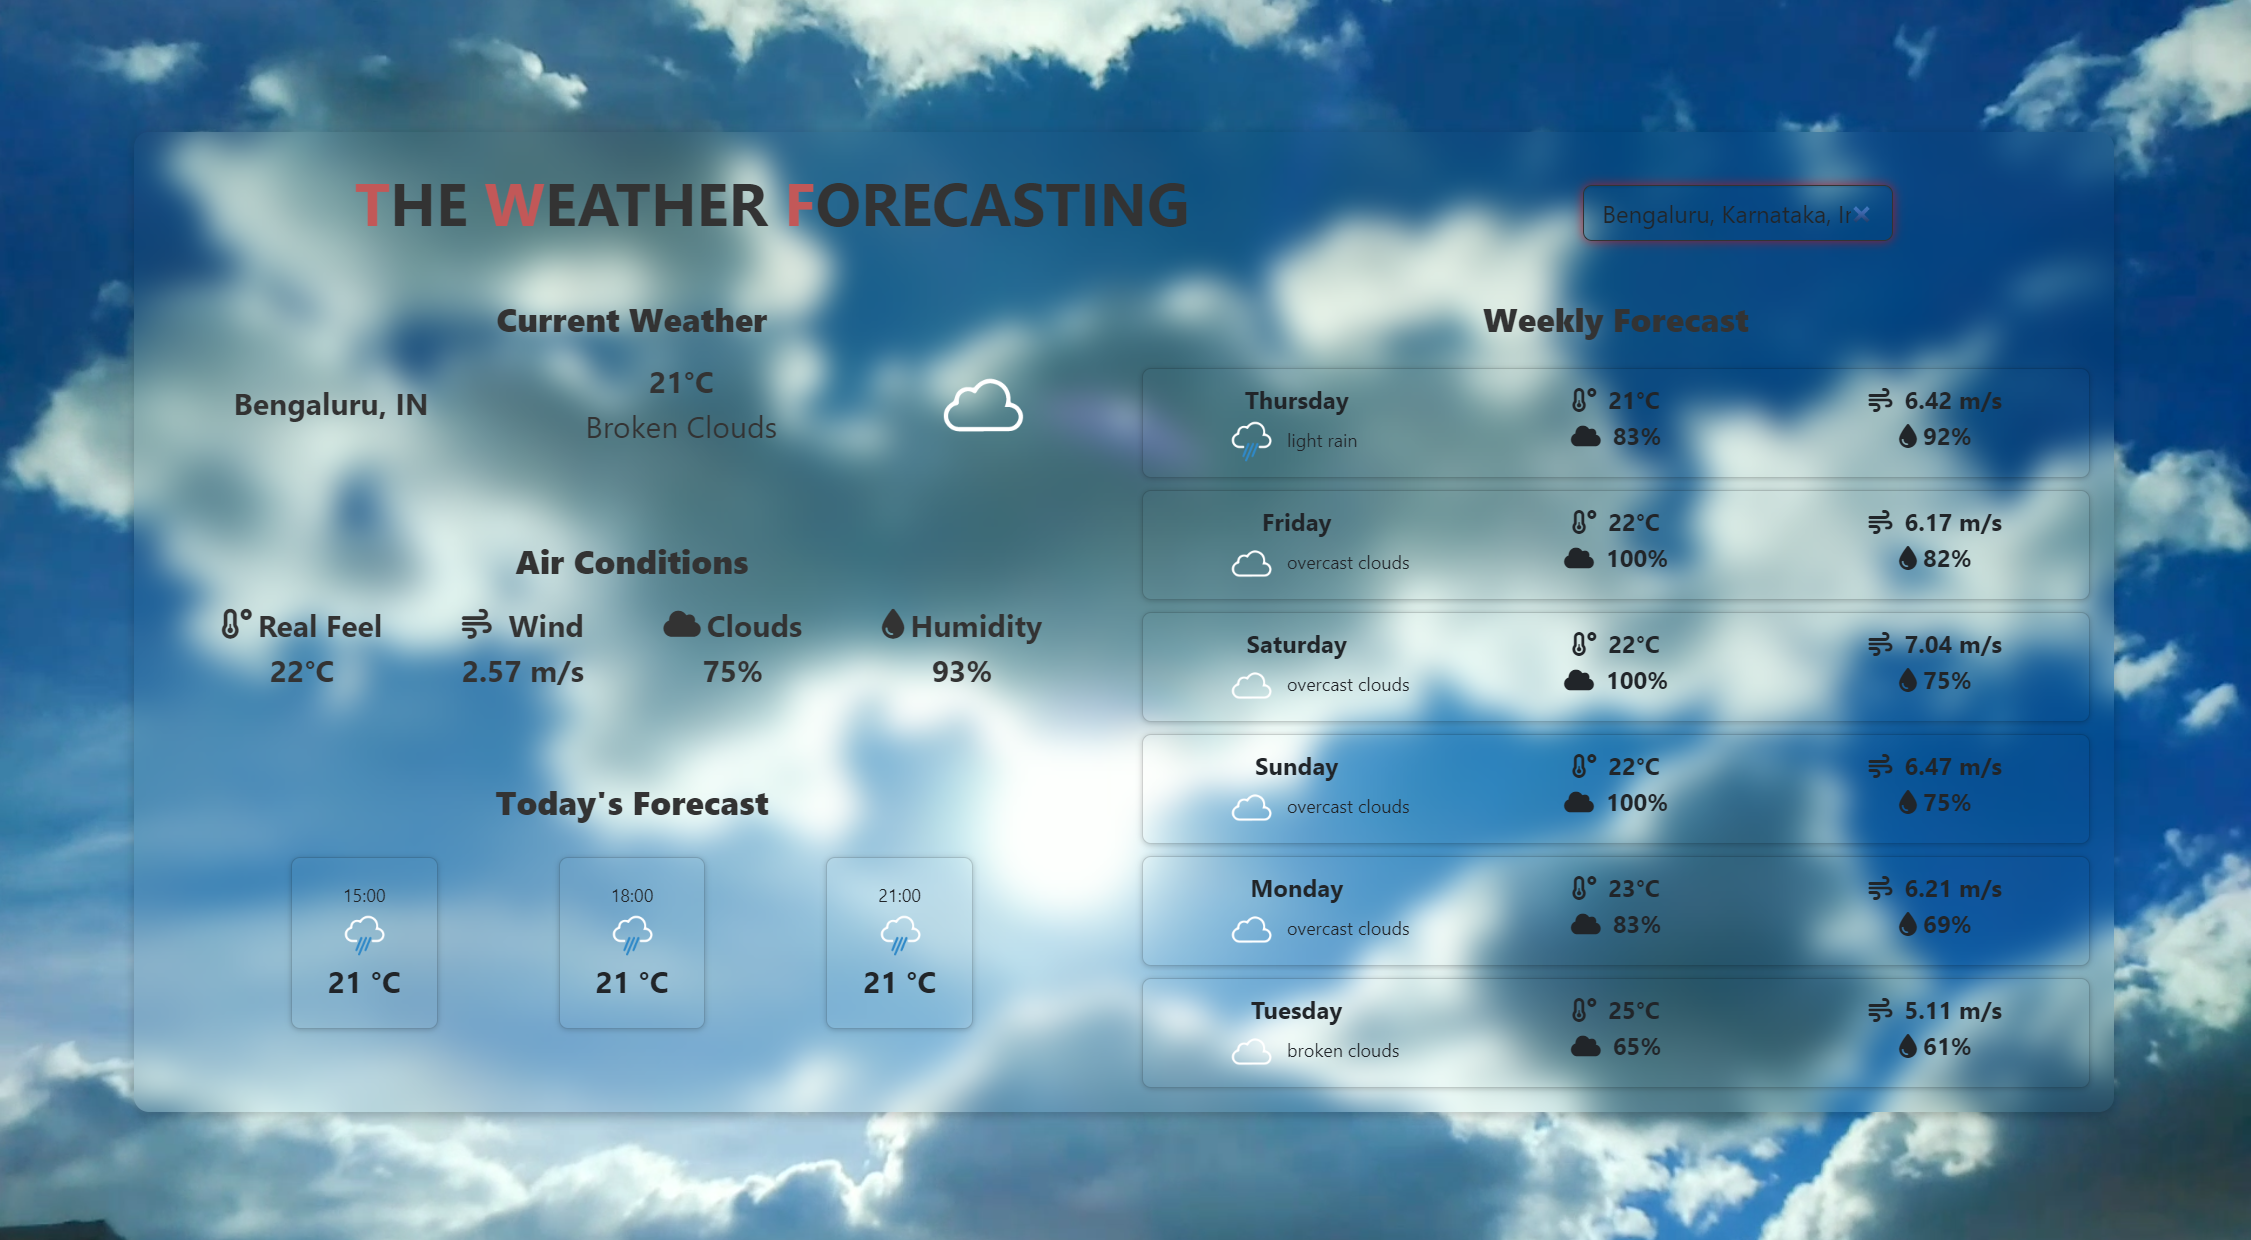 THE WEATHER FORECASTING
Bengaluru, Karnataka, In
Current Weather
Bengaluru, IN
21°C
Broken Clouds
Air Conditions
Real Feel
22°C
Wind
2.57 m/s
Clouds
75%
Humidity
93%
Today's Forecast
15:00
21 °C
18:00
21 °C
21:00
21 °C
Weekly Forecast
Thursday
light rain
21°C
83%
6.42 m/s
92%
Friday
overcast clouds
22°C
100%
6.17 m/s
82%
Saturday
overcast clouds
22°C
100%
7.04 m/s
75%
Sunday
overcast clouds
22°C
100%
6.47 m/s
75%
Monday
overcast clouds
23°C
83%
6.21 m/s
69%
Tuesday
broken clouds
25°C
65%
5.11 m/s
61%